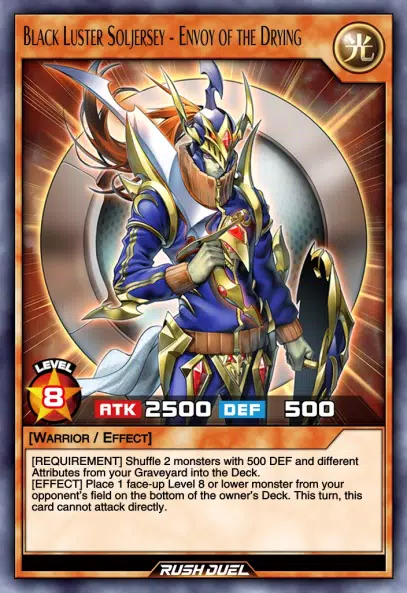 Black Luster Soljersey - Envoy of the Drying
光
LEVEL
8
ATK 2500 DEF 500
[Warrior / Effect]
[REQUIREMENT] Shuffle 2 monsters with 500 DEF and different
Attributes from your Graveyard into the Deck.
[EFFECT] Place 1 face-up Level 8 or lower monster from your
opponent's field on the bottom of the owner's Deck. This turn, this
card cannot attack directly.
RUSH DUEL